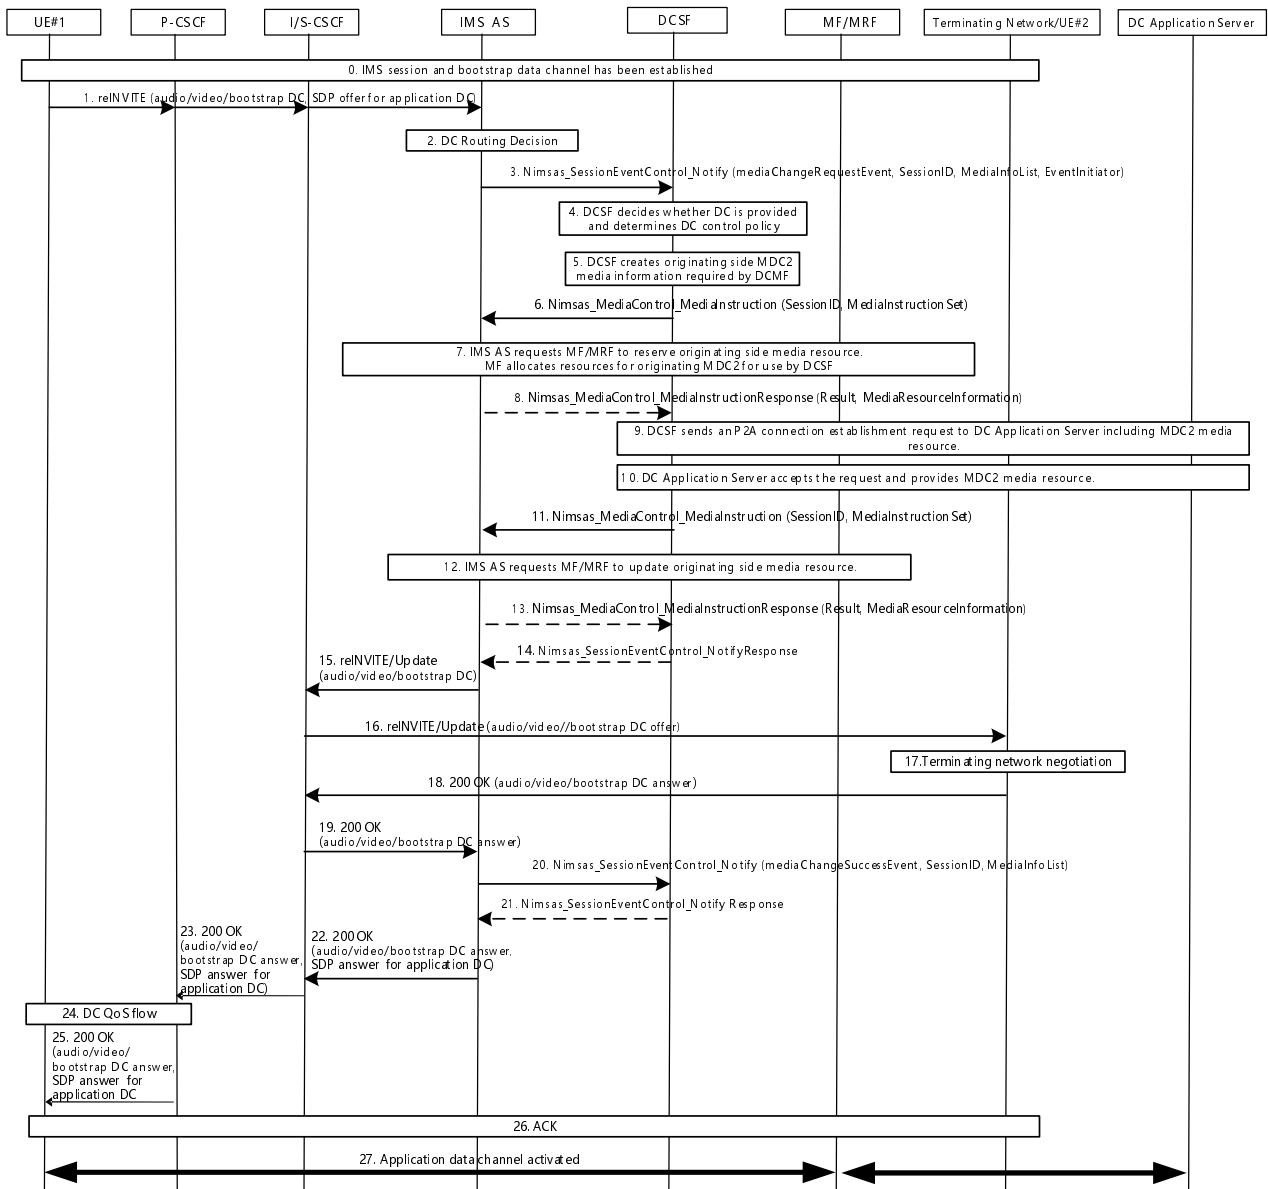 UE#1
P-CSCF
I/S-CSCF
IMS AS
DCSF
MF/MRF
Terminating Network/UE#2
DC Application Server
0. IMS session and bootstrap data channel has been established
1. reINVITE (audio/video/bootstrap DC, SDP offer for application DC)
2. DC Routing Decision
3. Nimsas_SessionEventControl_Notify (mediaChangeRequestEvent, SessionID, MediaInfoList, EventInitiator)
4. DCSF decides whether DC is provided
and determines DC control policy
5. DCSF creates originating side MDC2
media information required by DCMF
6. Nimsas_MediaControl_MediaInstruction (SessionID, MediaInstructionSet)
7. IMS AS requests MF/MRF to reserve originating side media resource.
MF allocates resources for originating MDC2 for use by DCSF
8. Nimsas_MediaControl_MediaInstructionResponse (Result, MediaResourceInformation)
9. DCSF sends an P2A connection establishment request to DC Application Server including MDC2 media
resource.
10. DC Application Server accepts the request and provides MDC2 media resource.
11. Nimsas_MediaControl_MediaInstruction (SessionID, MediaInstructionSet)
12. IMS AS requests MF/MRF to update originating side media resource.
13. Nimsas_MediaControl_MediaInstructionResponse (Result, MediaResourceInformation)
14. Nimsas_SessionEventControl_NotifyResponse
15. reINVITE/Update
(audio/video/bootstrap DC)
16. reINVITE/Update (audio/video//bootstrap DC offer)
17.Terminating network negotiation
18. 200 OK (audio/video/bootstrap DC answer)
19. 200 OK
(audio/video/bootstrap DC answer)
20. Nimsas_SessionEventControl_Notify (mediaChangeSuccessEvent, SessionID, MediaInfoList)
21. Nimsas_SessionEventControl_Notify Response
23. 200 OK
(audio/video/
bootstrap DC answer,
SDP answer for
application DC)
22. 200 OK
(audio/video/bootstrap DC answer,
SDP answer for application DC)
24. DC QoS flow
25. 200 OK
(audio/video/
bootstrap DC answer,
SDP answer for
application DC
26. ACK
27. Application data channel activated